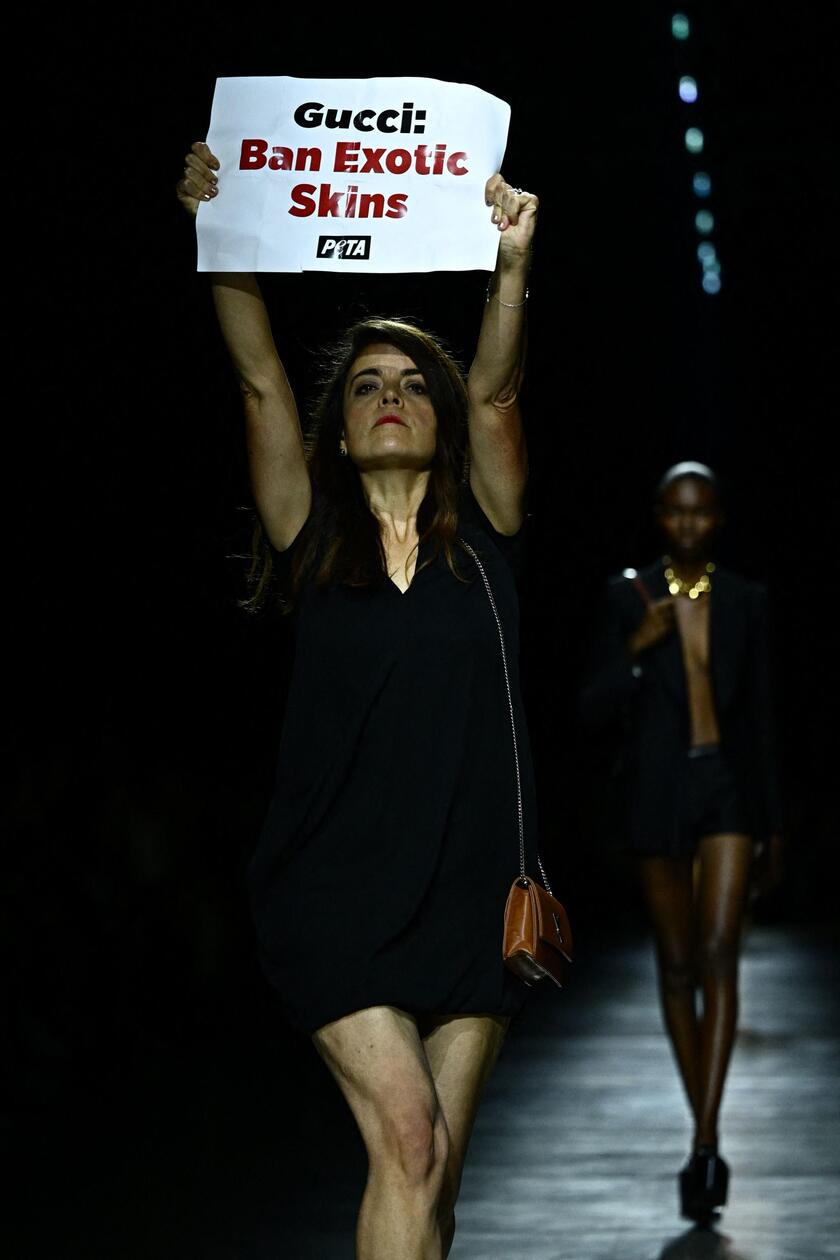 Gucci:
Ban Exotic
Skins
PETA